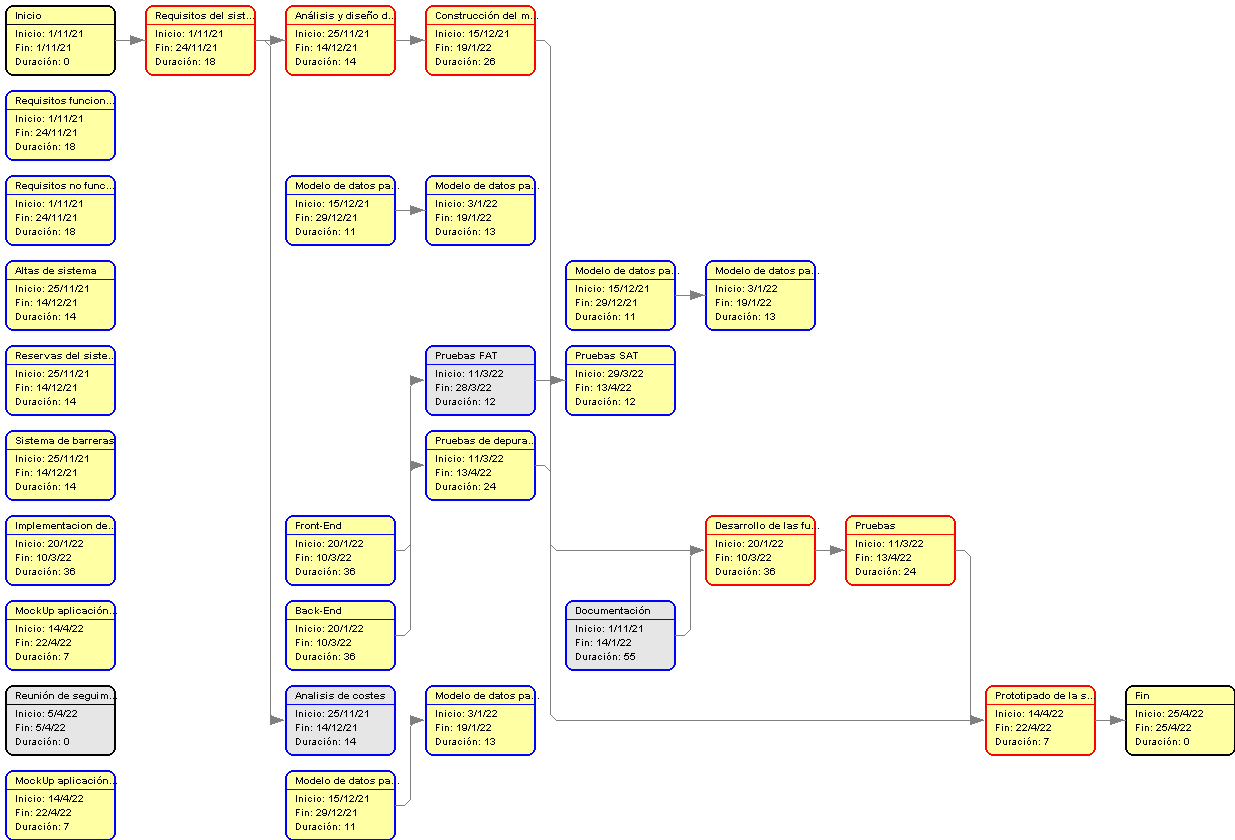 Inicio
Inicio: 1/11/21
Fin: 1/11/21
Duración: 0
Requisitos del sist...
Inicio: 1/11/21
Fin: 24/11/21
Duración: 18
Análisis y diseño d...
Inicio: 25/11/21
Fin: 14/12/21
Duración: 14
Construcción del m...
Inicio: 15/12/21
Fin: 19/1/22
Duración: 26
Requisitos funcion...
Inicio: 1/11/21
Fin: 24/11/21
Duración: 18
Requisitos no func...
Inicio: 1/11/21
Fin: 24/11/21
Duración: 18
Modelo de datos pa...
Inicio: 15/12/21
Fin: 29/12/21
Duración: 11
Modelo de datos pa...
Inicio: 3/1/22
Fin: 19/1/22
Duración: 13
Altas de sistema
Inicio: 25/11/21
Fin: 14/12/21
Duración: 14
Modelo de datos pa...
Inicio: 15/12/21
Fin: 29/12/21
Duración: 11
Modelo de datos pa...
Inicio: 3/1/22
Fin: 19/1/22
Duración: 13
Reservas del siste...
Inicio: 25/11/21
Fin: 14/12/21
Duración: 14
Pruebas FAT
Inicio: 11/3/22
Fin: 28/3/22
Duración: 12
Pruebas SAT
Inicio: 29/3/22
Fin: 13/4/22
Duración: 12
Sistema de barreras
Inicio: 25/11/21
Fin: 14/12/21
Duración: 14
Pruebas de depura...
Inicio: 11/3/22
Fin: 13/4/22
Duración: 24
Implementacion de...
Inicio: 20/1/22
Fin: 10/3/22
Duración: 36
Front-End
Inicio: 20/1/22
Fin: 10/3/22
Duración: 36
Desarrollo de las fu...
Inicio: 20/1/22
Fin: 10/3/22
Duración: 36
Pruebas
Inicio: 11/3/22
Fin: 13/4/22
Duración: 24
MockUp aplicación...
Inicio: 14/4/22
Fin: 22/4/22
Duración: 7
Back-End
Inicio: 20/1/22
Fin: 10/3/22
Duración: 36
Documentación
Inicio: 1/11/21
Fin: 14/1/22
Duración: 55
Reunión de seguim...
Inicio: 5/4/22
Fin: 5/4/22
Duración: 0
Analisis de costes
Inicio: 25/11/21
Fin: 14/12/21
Duración: 14
Modelo de datos pa...
Inicio: 3/1/22
Fin: 19/1/22
Duración: 13
Prototipado de la s...
Inicio: 14/4/22
Fin: 22/4/22
Duración: 7
Fin
Inicio: 25/4/22
Fin: 25/4/22
Duración: 0
MockUp aplicación...
Inicio: 14/4/22
Fin: 22/4/22
Duración: 7
Modelo de datos pa...
Inicio: 15/12/21
Fin: 29/12/21
Duración: 11